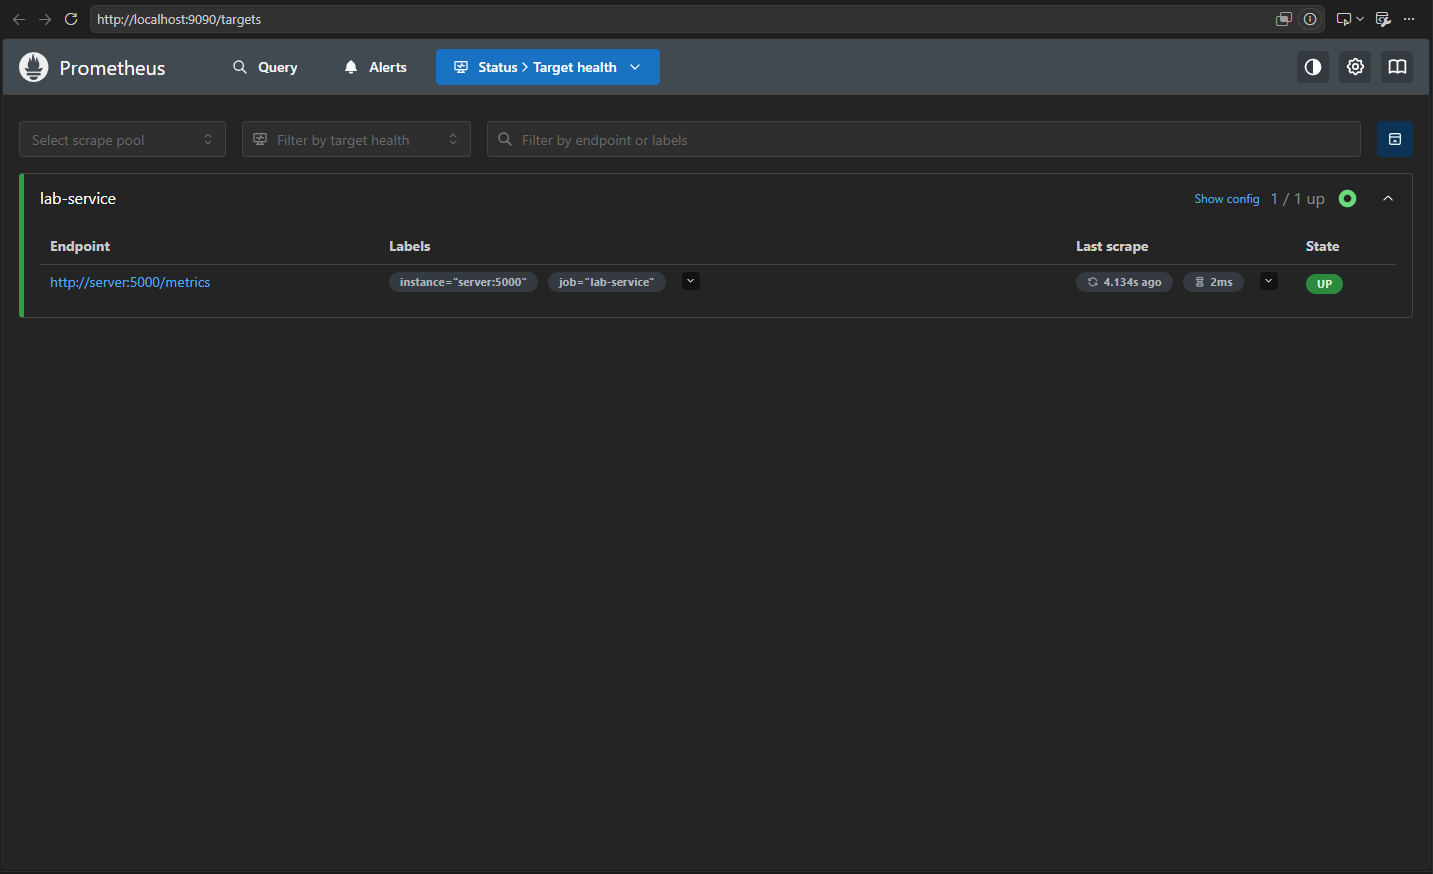 http://localhost:9090/targets
Prometheus Query Alerts Status > Target health
Select scrape pool Filter by target health Filter by endpoint or labels
lab-service Show config 1 / 1 up
Endpoint Labels Last scrape State
http://server:5000/metrics instance="server:5000" job="lab-service" 4.134s ago 2ms UP